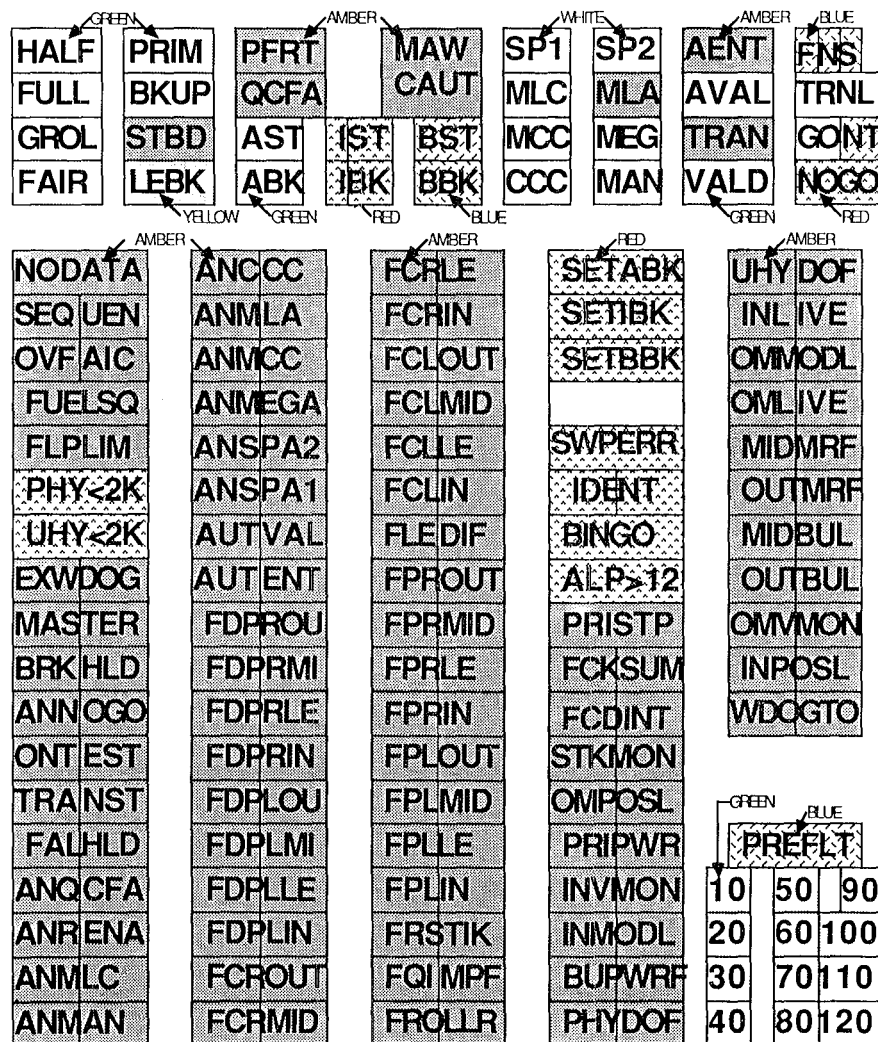 GREEN AMBER WHITE AMBER BLUE
HALF PRIM PFRT MAW SP1 SP2 AENT FNS
FULL BKUP QCFA CAUT MLC MLA AVAL TRNL
GROL STBD AST IST BST MCC MEG TRAN GONT
FAIR LEBK ABK IBK BBK CCC MAN VALD NOGO
YELLOW GREEN RED BLUE GREEN RED
AMBER AMBER RED AMBER
NODATA ANCCC FCRLE SETABK UHYDOF
SEQUEN ANMLA FCRIN SETIBK INLIVE
OVFAIC ANMCC FCLOUT SETBBK OMMODL
FUELSQ ANMEGA FCLMID OMLIVE
FLPLIM ANSPA2 FCLLE SWPERR MIDMRF
PHY<2K ANSPA1 FCLIN IDENT OUTMRF
UHY<2K AUTVAL FLEDIF BINGO MIDBUL
EXWDOG AUTENT FPROUT ALP>12 OUTBUL
MASTER FDPROU FPRMID PRISTP OMVMON
BRKHLD FDPRMI FPRLE FCKSUM INPOSL
ANNOGO FDPRLE FPRIN FCDINT WDOGTO
ONTEST FDPRIN FPLOUT STKMON
TRANST FDPLOU FPLMID OMPOSL
GREEN BLUE
FALHLD FDPLMI FPLLE PRIPWR PREFLT
ANQCFA FDPLLE FPLIN INVMON 10 50 90
ANRENA FDPLIN FRSTIK INMODL 20 60 100
ANMLC FCROUT FQIMPF BUPWRF 30 70 110
ANMAN FCRMID FROLLR PHYDOF 40 80 120